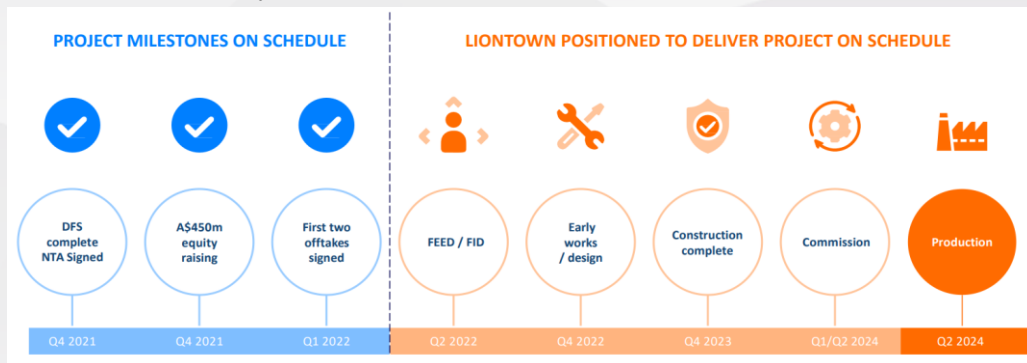 PROJECT MILESTONES ON SCHEDULE
LIONTOWN POSITIONED TO DELIVER PROJECT ON SCHEDULE
DFS
complete
NTA Signed
A$450m
equity
raising
First two
offtakes
signed
FEED / FID
Early
works
/ design
Construction
complete
Commission
Production
Q4 2021
Q4 2021
Q1 2022
Q2 2022
Q4 2022
Q4 2023
Q1/Q2 2024
Q2 2024